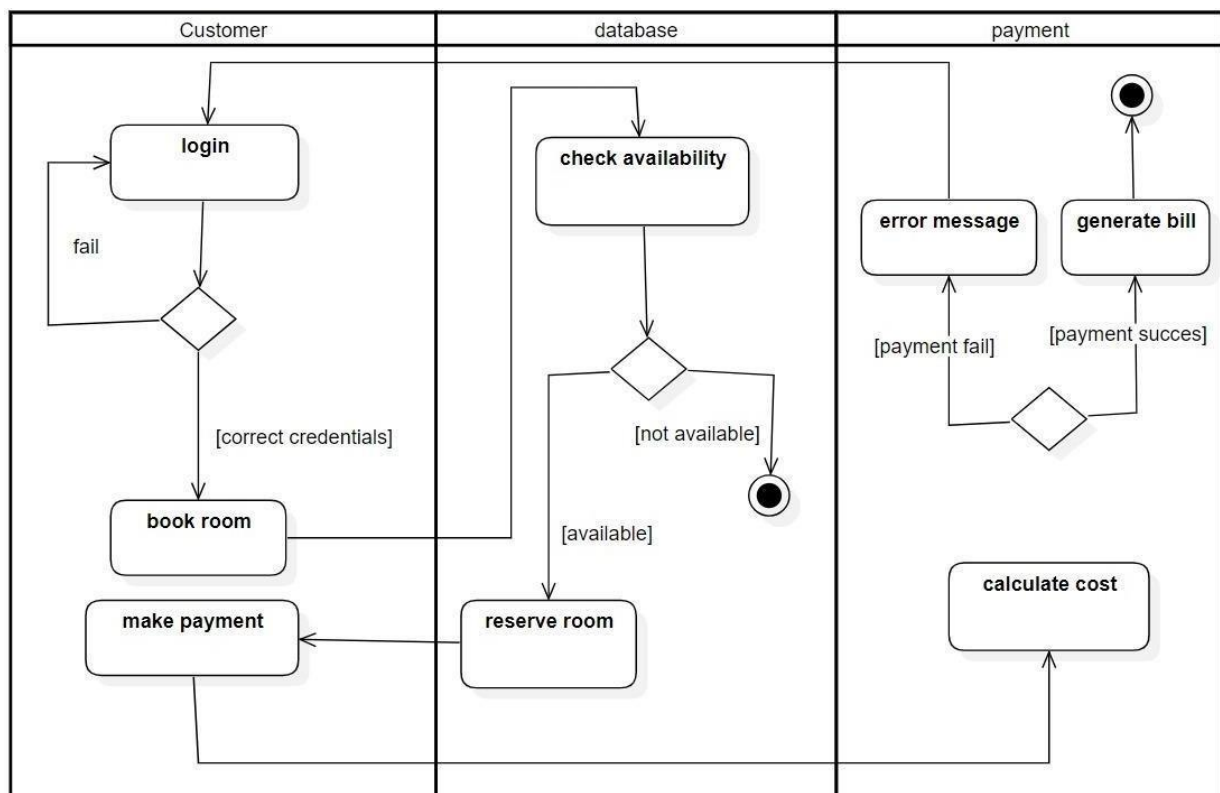 Customer
database
payment
login
check availability
error message
generate bill
fail
[payment fail]
[payment succes]
[correct credentials]
[not available]
book room
[available]
calculate cost
make payment
reserve room